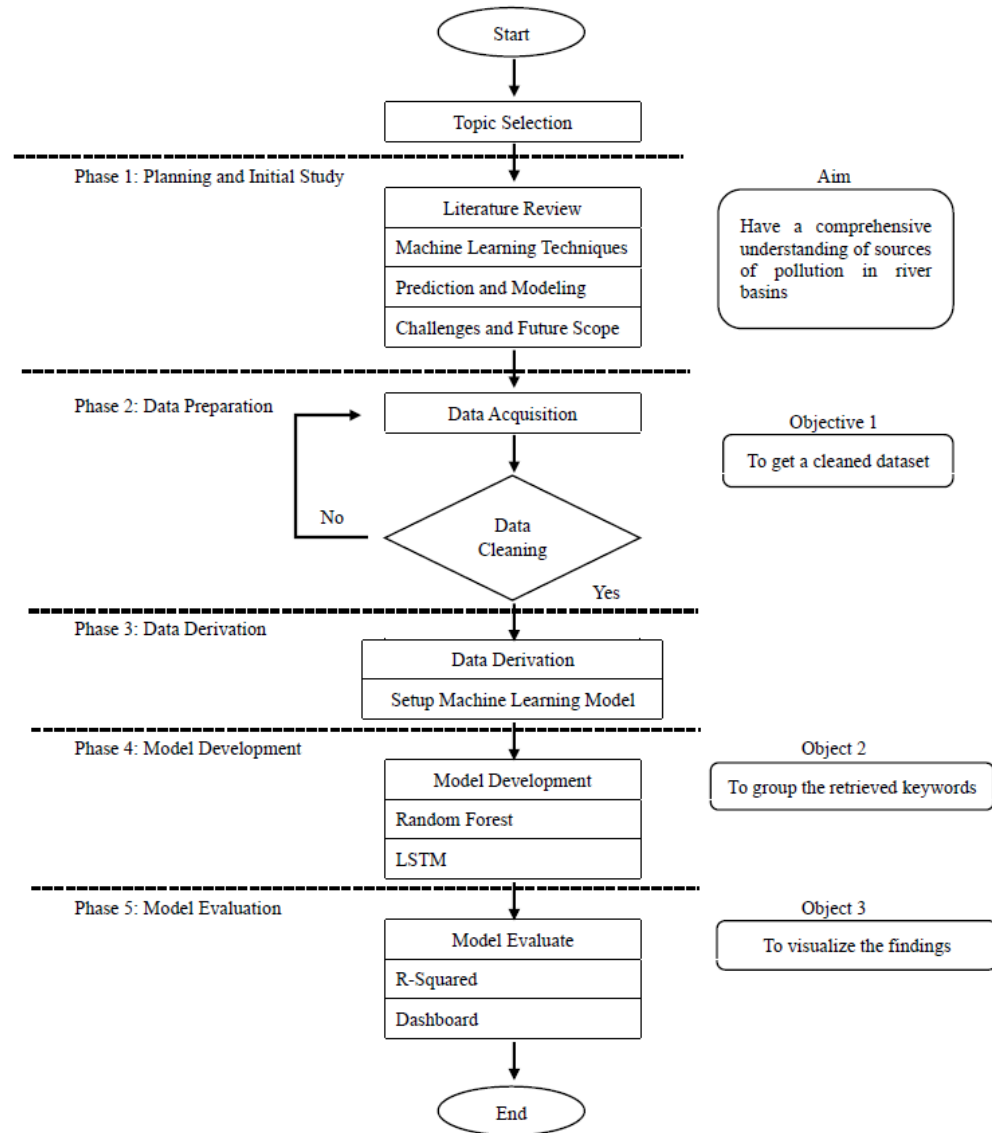 Start
Topic Selection
Phase 1: Planning and Initial Study
Aim
Literature Review
Machine Learning Techniques
Prediction and Modeling
Challenges and Future Scope
Have a comprehensive
understanding of sources
of pollution in river
basins
Phase 2: Data Preparation
Data Acquisition
Objective 1
To get a cleaned dataset
No
Data
Cleaning
Yes
Phase 3: Data Derivation
Data Derivation
Setup Machine Learning Model
Phase 4: Model Development
Object 2
Model Development
To group the retrieved keywords
Random Forest
LSTM
Phase 5: Model Evaluation
Object 3
Model Evaluate
To visualize the findings
R-Squared
Dashboard
End